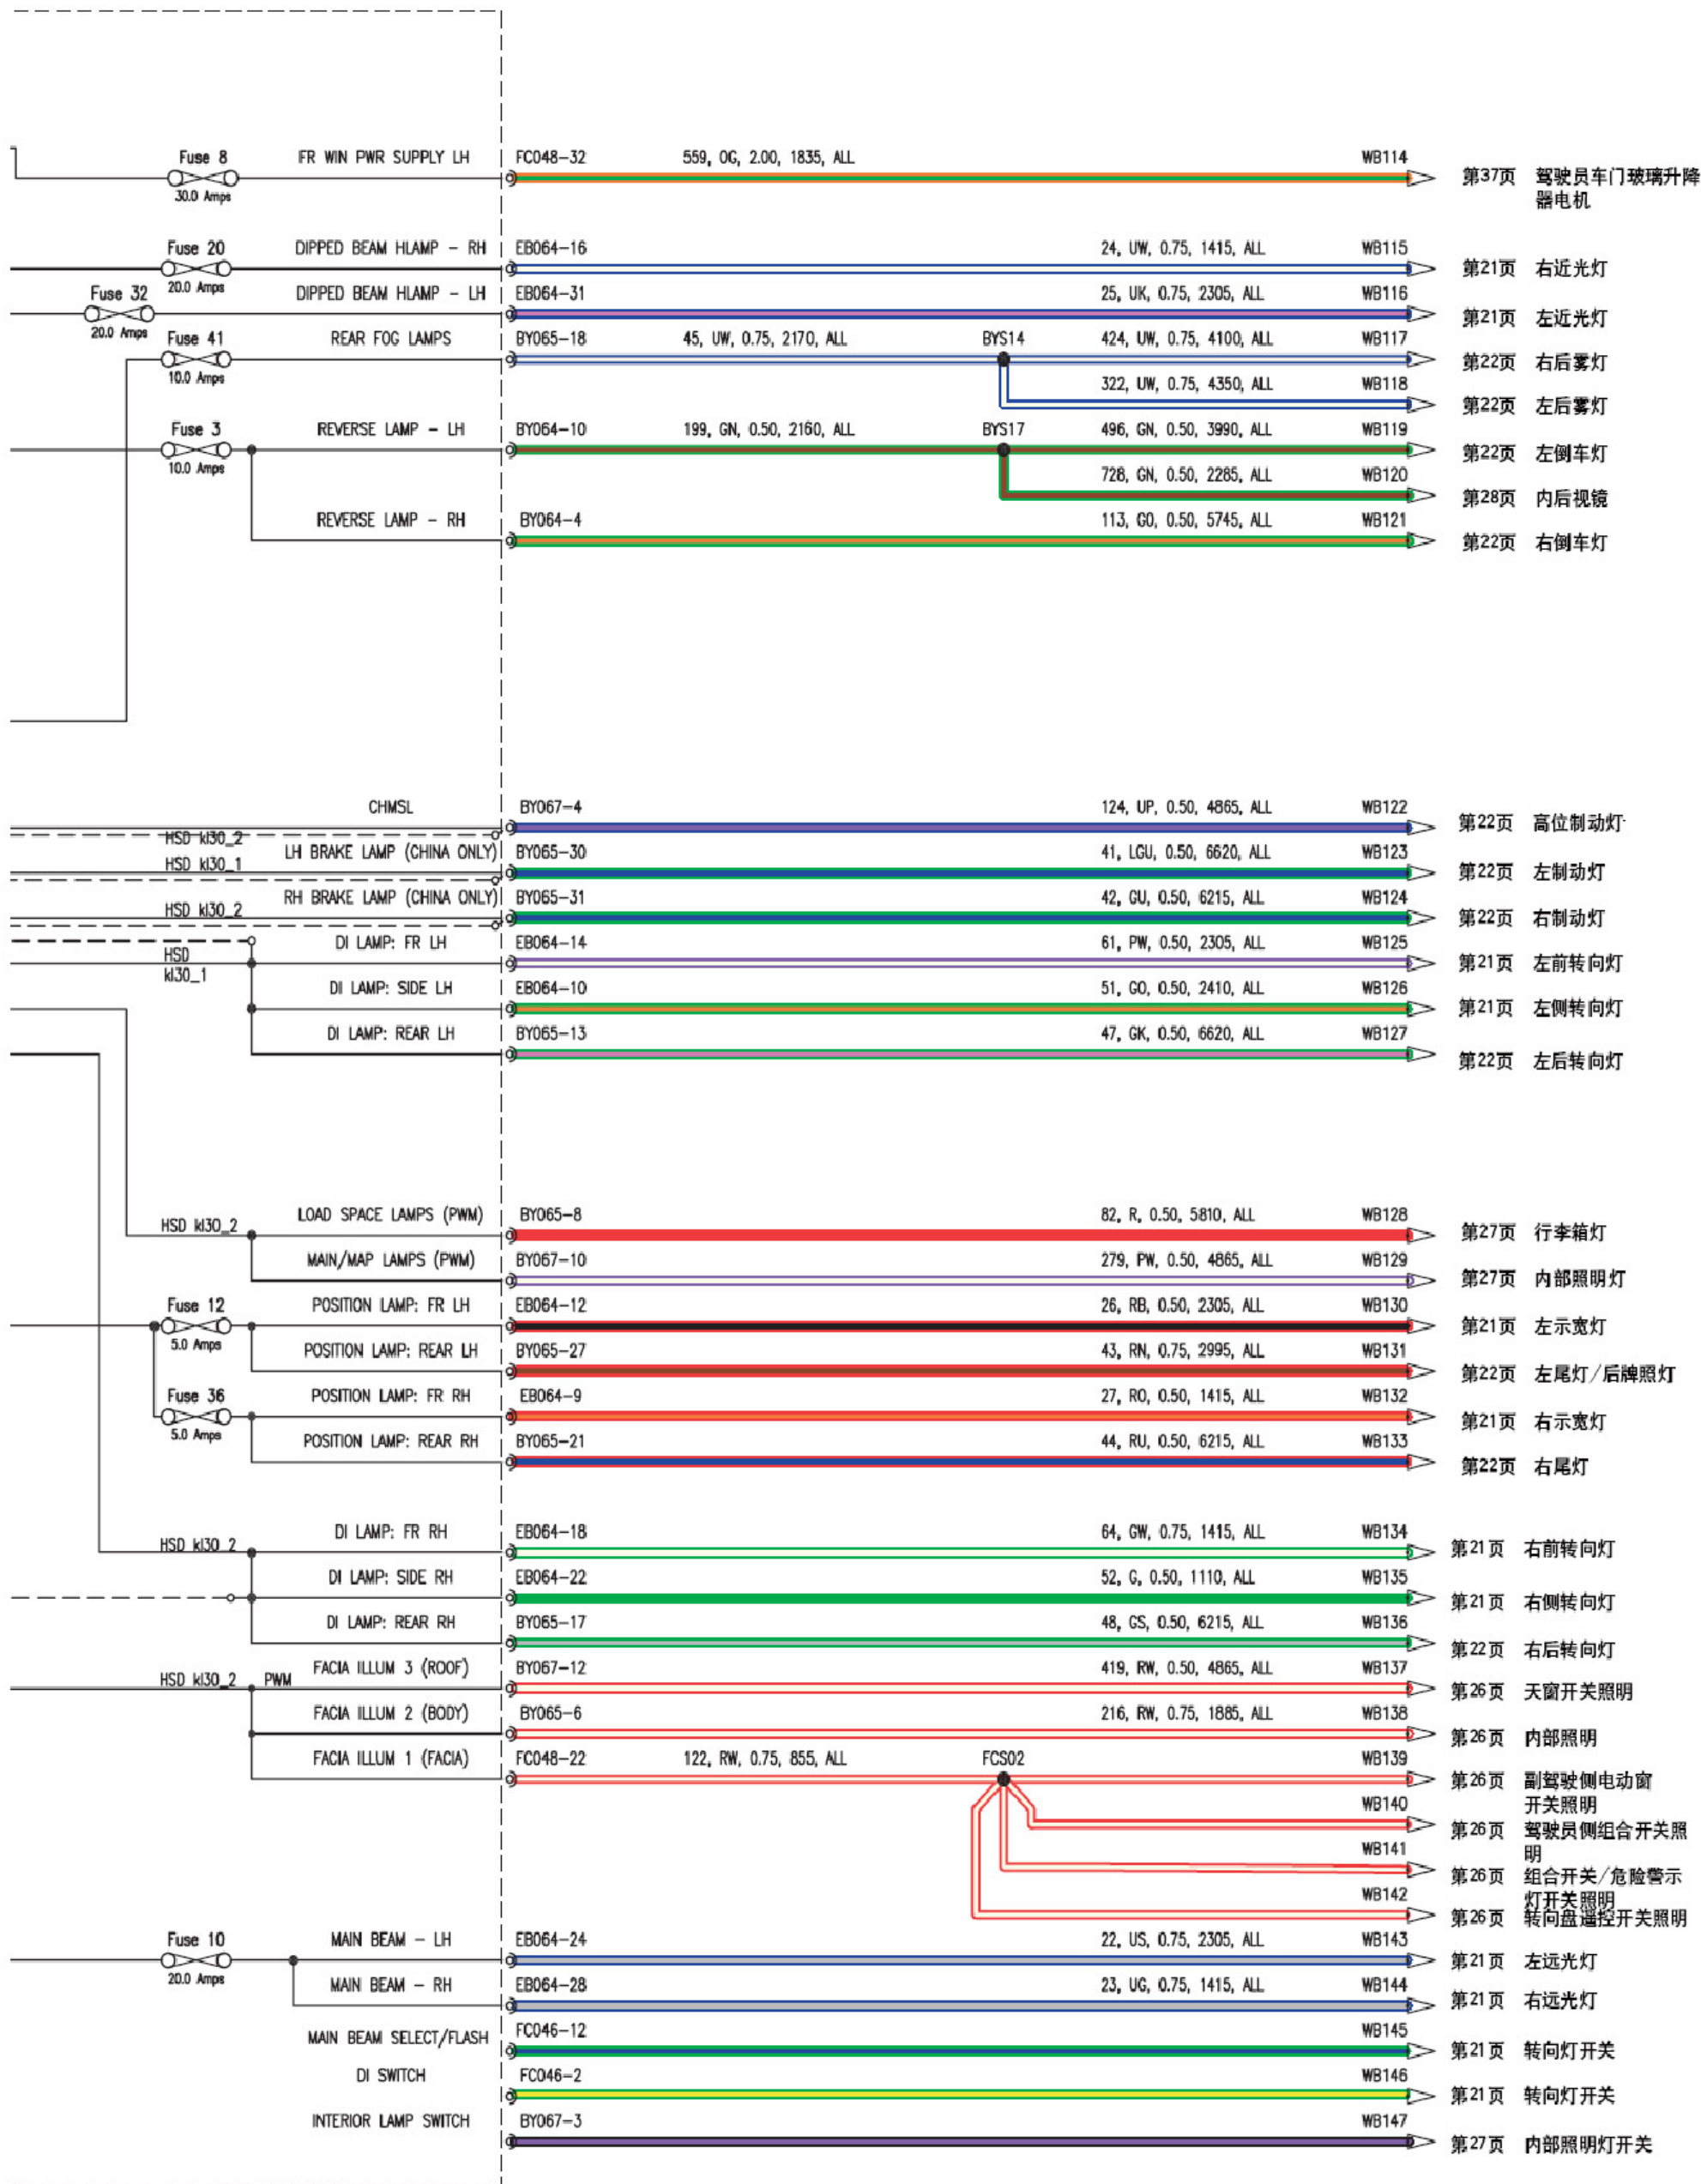 Fuse 8 FR WIN PWR SUPPLY LH FC048-32 559, OG, 2.00, 1835, ALL WB114
30.0 Amps
第37页 驾驶员车门玻璃升降
器电机
Fuse 20 DIPPED BEAM HLAMP - RH EB064-16 24, UW, 0.75, 1415, ALL WB115
20.0 Amps
第21页 右近光灯
Fuse 32 DIPPED BEAM HLAMP - LH EB064-31 25, UK, 0.75, 2305, ALL WB116
20.0 Amps
第21页 左近光灯
Fuse 41 REAR FOG LAMPS BY065-18 45, UW, 0.75, 2170, ALL BYS14 424, UW, 0.75, 4100, ALL WB117
10.0 Amps
第22页 右后雾灯
322, UW, 0.75, 4350, ALL WB118
第22页 左后雾灯
Fuse 3 REVERSE LAMP - LH BY064-10 199, GN, 0.50, 2160, ALL BYS17 496, GN, 0.50, 3990, ALL WB119
10.0 Amps
第22页 左倒车灯
728, GN, 0.50, 2285, ALL WB120
第28页 内后视镜
REVERSE LAMP - RH BY064-4 113, GO, 0.50, 5745, ALL WB121
第22页 右倒车灯
CHMSL BY067-4 124, UP, 0.50, 4865, ALL WB122
第22页 高位制动灯
HSD kl30_2
LH BRAKE LAMP (CHINA ONLY) BY065-30 41, LGU, 0.50, 6620, ALL WB123
HSD kl30_1
第22页 左制动灯
RH BRAKE LAMP (CHINA ONLY) BY065-31 42, GU, 0.50, 6215, ALL WB124
HSD kl30_2
第22页 右制动灯
DI LAMP: FR LH EB064-14 61, PW, 0.50, 2305, ALL WB125
HSD
kl30_1
第21页 左前转向灯
DI LAMP: SIDE LH EB064-10 51, GO, 0.50, 2410, ALL WB126
第21页 左侧转向灯
DI LAMP: REAR LH BY065-13 47, GK, 0.50, 6620, ALL WB127
第22页 左后转向灯
LOAD SPACE LAMPS (PWM) BY065-8 82, R, 0.50, 5810, ALL WB128
HSD kl30_2
第27页 行李箱灯
MAIN/MAP LAMPS (PWM) BY067-10 279, PW, 0.50, 4865, ALL WB129
第27页 内部照明灯
Fuse 12 POSITION LAMP: FR LH EB064-12 26, RB, 0.50, 2305, ALL WB130
5.0 Amps
第21页 左示宽灯
POSITION LAMP: REAR LH BY065-27 43, RN, 0.75, 2995, ALL WB131
第22页 左尾灯/后牌照灯
Fuse 36 POSITION LAMP: FR RH EB064-9 27, RO, 0.50, 1415, ALL WB132
5.0 Amps
第21页 右示宽灯
POSITION LAMP: REAR RH BY065-21 44, RU, 0.50, 6215, ALL WB133
第22页 右尾灯
DI LAMP: FR RH EB064-18 64, GW, 0.75, 1415, ALL WB134
HSD kl30_2
第21页 右前转向灯
DI LAMP: SIDE RH EB064-22 52, G, 0.50, 1110, ALL WB135
第21页 右侧转向灯
DI LAMP: REAR RH BY065-17 48, GS, 0.50, 6215, ALL WB136
第22页 右后转向灯
FACIA ILLUM 3 (ROOF) BY067-12 419, RW, 0.50, 4865, ALL WB137
HSD kl30_2 PWM
第26页 天窗开关照明
FACIA ILLUM 2 (BODY) BY065-6 216, RW, 0.75, 1885, ALL WB138
第26页 内部照明
FACIA ILLUM 1 (FACIA) FC048-22 122, RW, 0.75, 855, ALL FCS02 WB139
第26页 副驾驶侧电动窗
开关照明
WB140
第26页 驾驶员侧组合开关照
明
WB141
第26页 组合开关/危险警示
灯开关照明
WB142
第26页 转向盘遥控开关照明
Fuse 10 MAIN BEAM - LH EB064-24 22, US, 0.75, 2305, ALL WB143
20.0 Amps
第21页 左远光灯
MAIN BEAM - RH EB064-28 23, UG, 0.75, 1415, ALL WB144
第21页 右远光灯
MAIN BEAM SELECT/FLASH FC046-12 WB145
第21页 转向灯开关
DI SWITCH FC046-2 WB146
第21页 转向灯开关
INTERIOR LAMP SWITCH BY067-3 WB147
第27页 内部照明灯开关